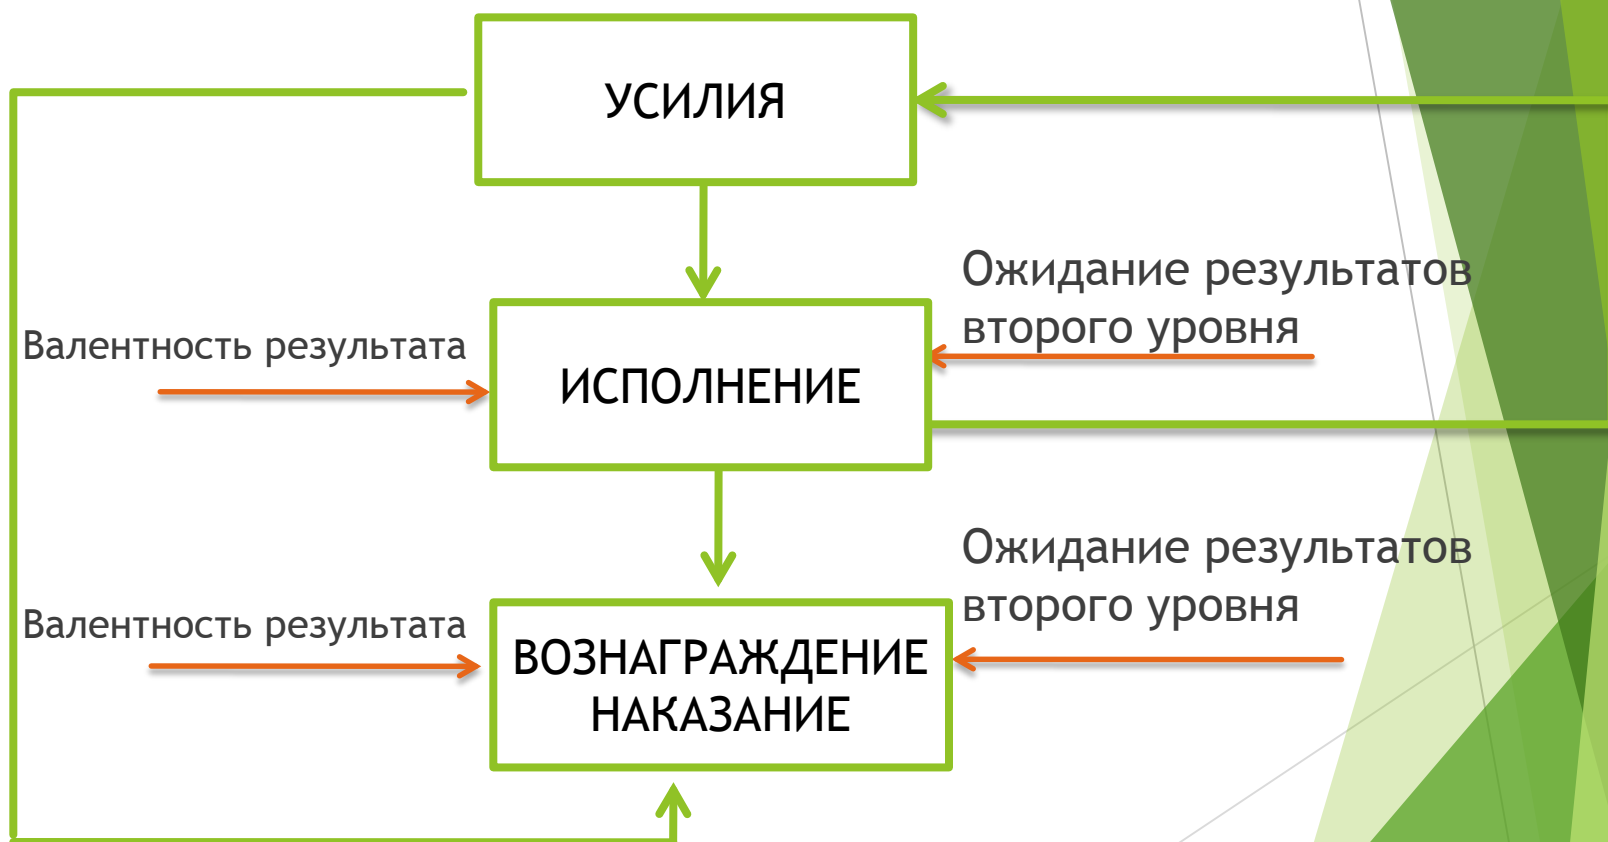 УСИЛИЯ
Ожидание результатов
второго уровня
Валентность результата
ИСПОЛНЕНИЕ
Ожидание результатов
второго уровня
Валентность результата
ВОЗНАГРАЖДЕНИЕ
НАКАЗАНИЕ